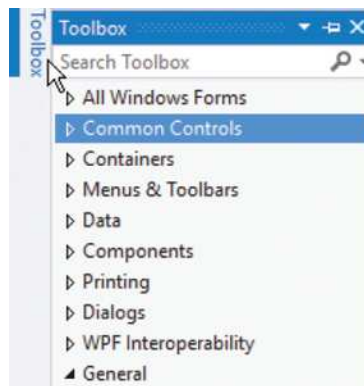 Toolbox
Toolbox
Search Toolbox
All Windows Forms
Common Controls
Containers
Menus & Toolbars
Data
Components
Printing
Dialogs
WPF Interoperability
General